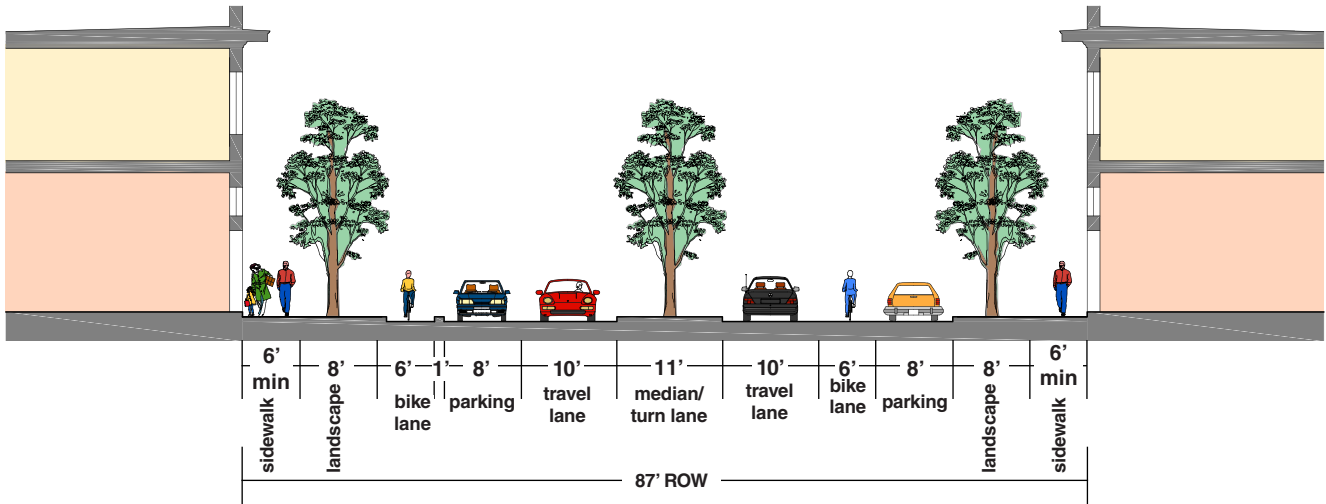 6’ 8’ 6’ 1’ 8’ 10’ 11’ 10’ 6’ 8’ 8’ 6’
min min
sidewalk
landscape
bike
lane
parking
travel
lane
median/
turn lane
travel
lane
bike
lane
parking
landscape
sidewalk
87’ ROW